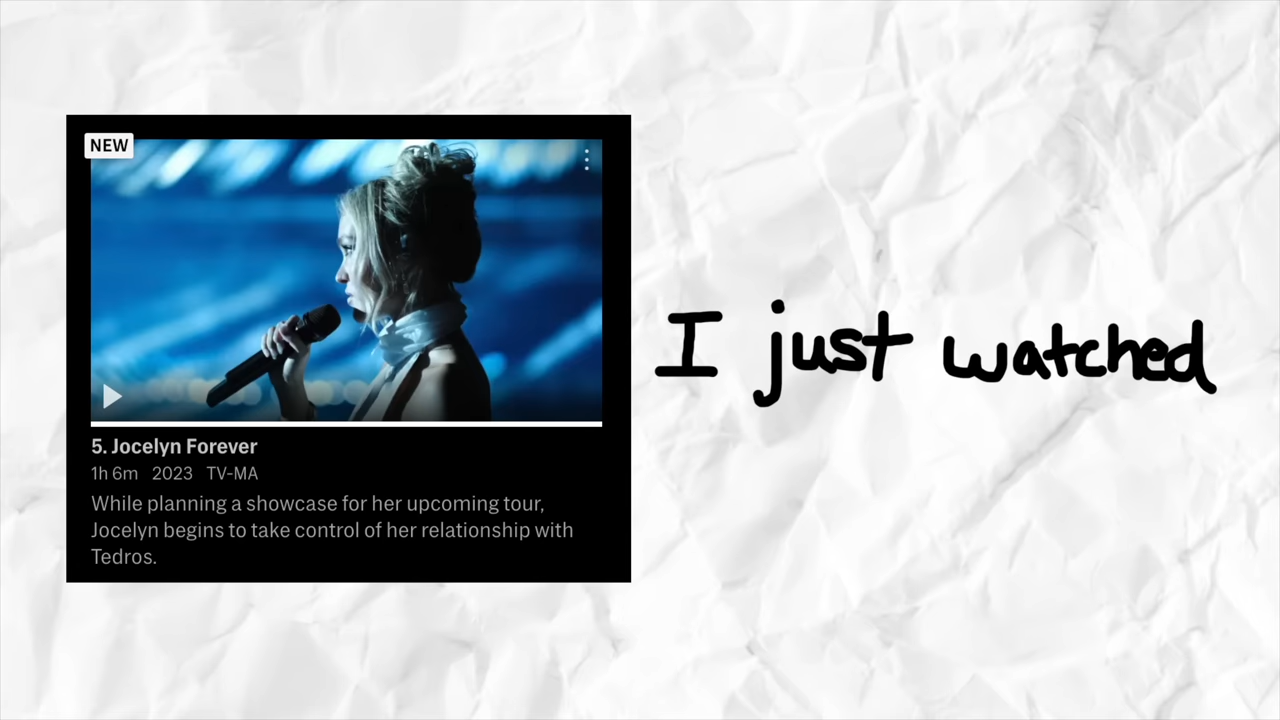 NEW
5. Jocelyn Forever
1h 6m 2023 TV-MA
While planning a showcase for her upcoming tour,
Jocelyn begins to take control of her relationship with
Tedros.
I just watched